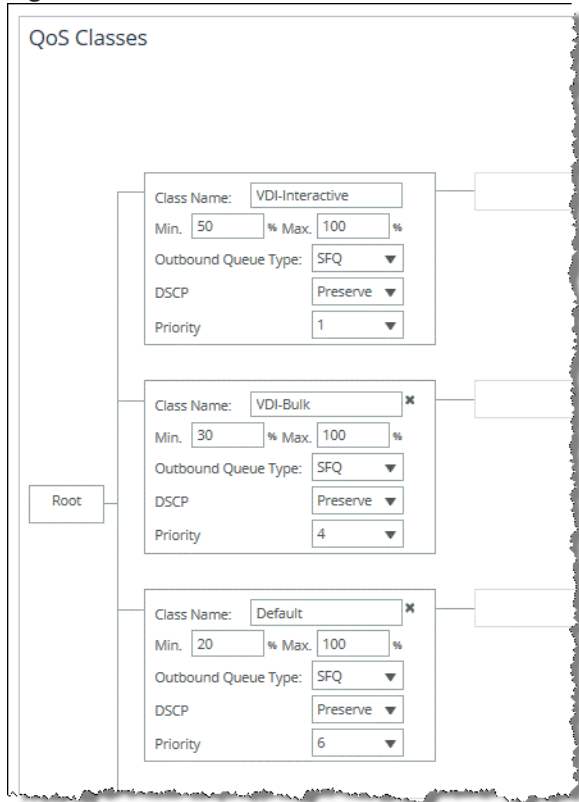 QoS Classes
Class Name: VDI-Interactive
Min. 50 % Max. 100 %
Outbound Queue Type: SFQ
DSCP Preserve
Priority 1
Class Name: VDI-Bulk
Min. 30 % Max. 100 %
Outbound Queue Type: SFQ
Root
DSCP Preserve
Priority 4
Class Name: Default
Min. 20 % Max. 100 %
Outbound Queue Type: SFQ
DSCP Preserve
Priority 6